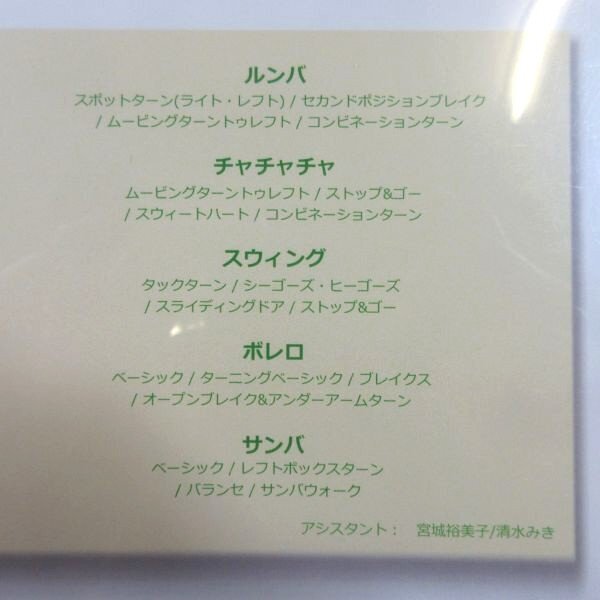 ルンバ
スポットターン(ライト・レフト) / セカンドポジションブレイク
/ ムービングターントゥレフト / コンビネーションターン
チャチャチャ
ムービングターントゥレフト / ストップ&ゴー
/ スウィートハート / コンビネーションターン
スウィング
タックターン / シーゴーズ・ヒーゴーズ
/ スライディングドア / ストップ&ゴー
ボレロ
ベーシック / ターニングベーシック / ブレイクス
/ オープンブレイク&アンダーアームターン
サンバ
ベーシック / レフトボックスターン
/ バランセ / サンバウォーク
アシスタント： 宮城裕美子/清水みき